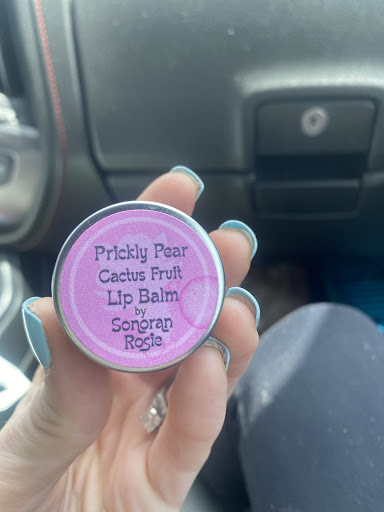 Prickly Pear
Cactus Fruit
Lip Balm
by
Sonoran
Rosie